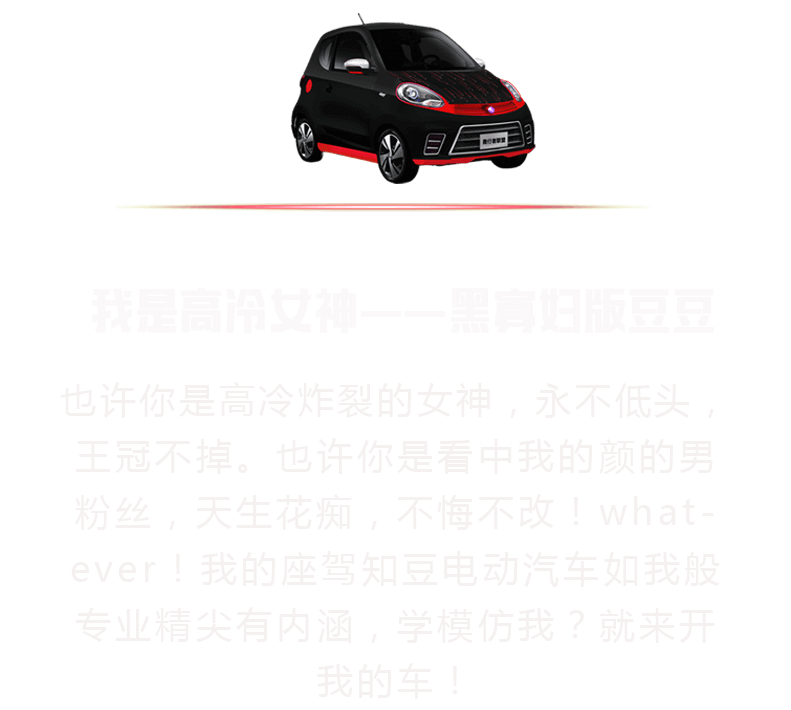 我是高冷女神——黑寡妇版豆豆
也许你是高冷炸裂的女神，永不低头，
王冠不掉。也许你是看中我的颜的男
粉丝，天生花痴，不悔不改！what-
ever！我的座驾知豆电动汽车如我般
专业精尖有内涵，学模仿我？就来开
我的车！